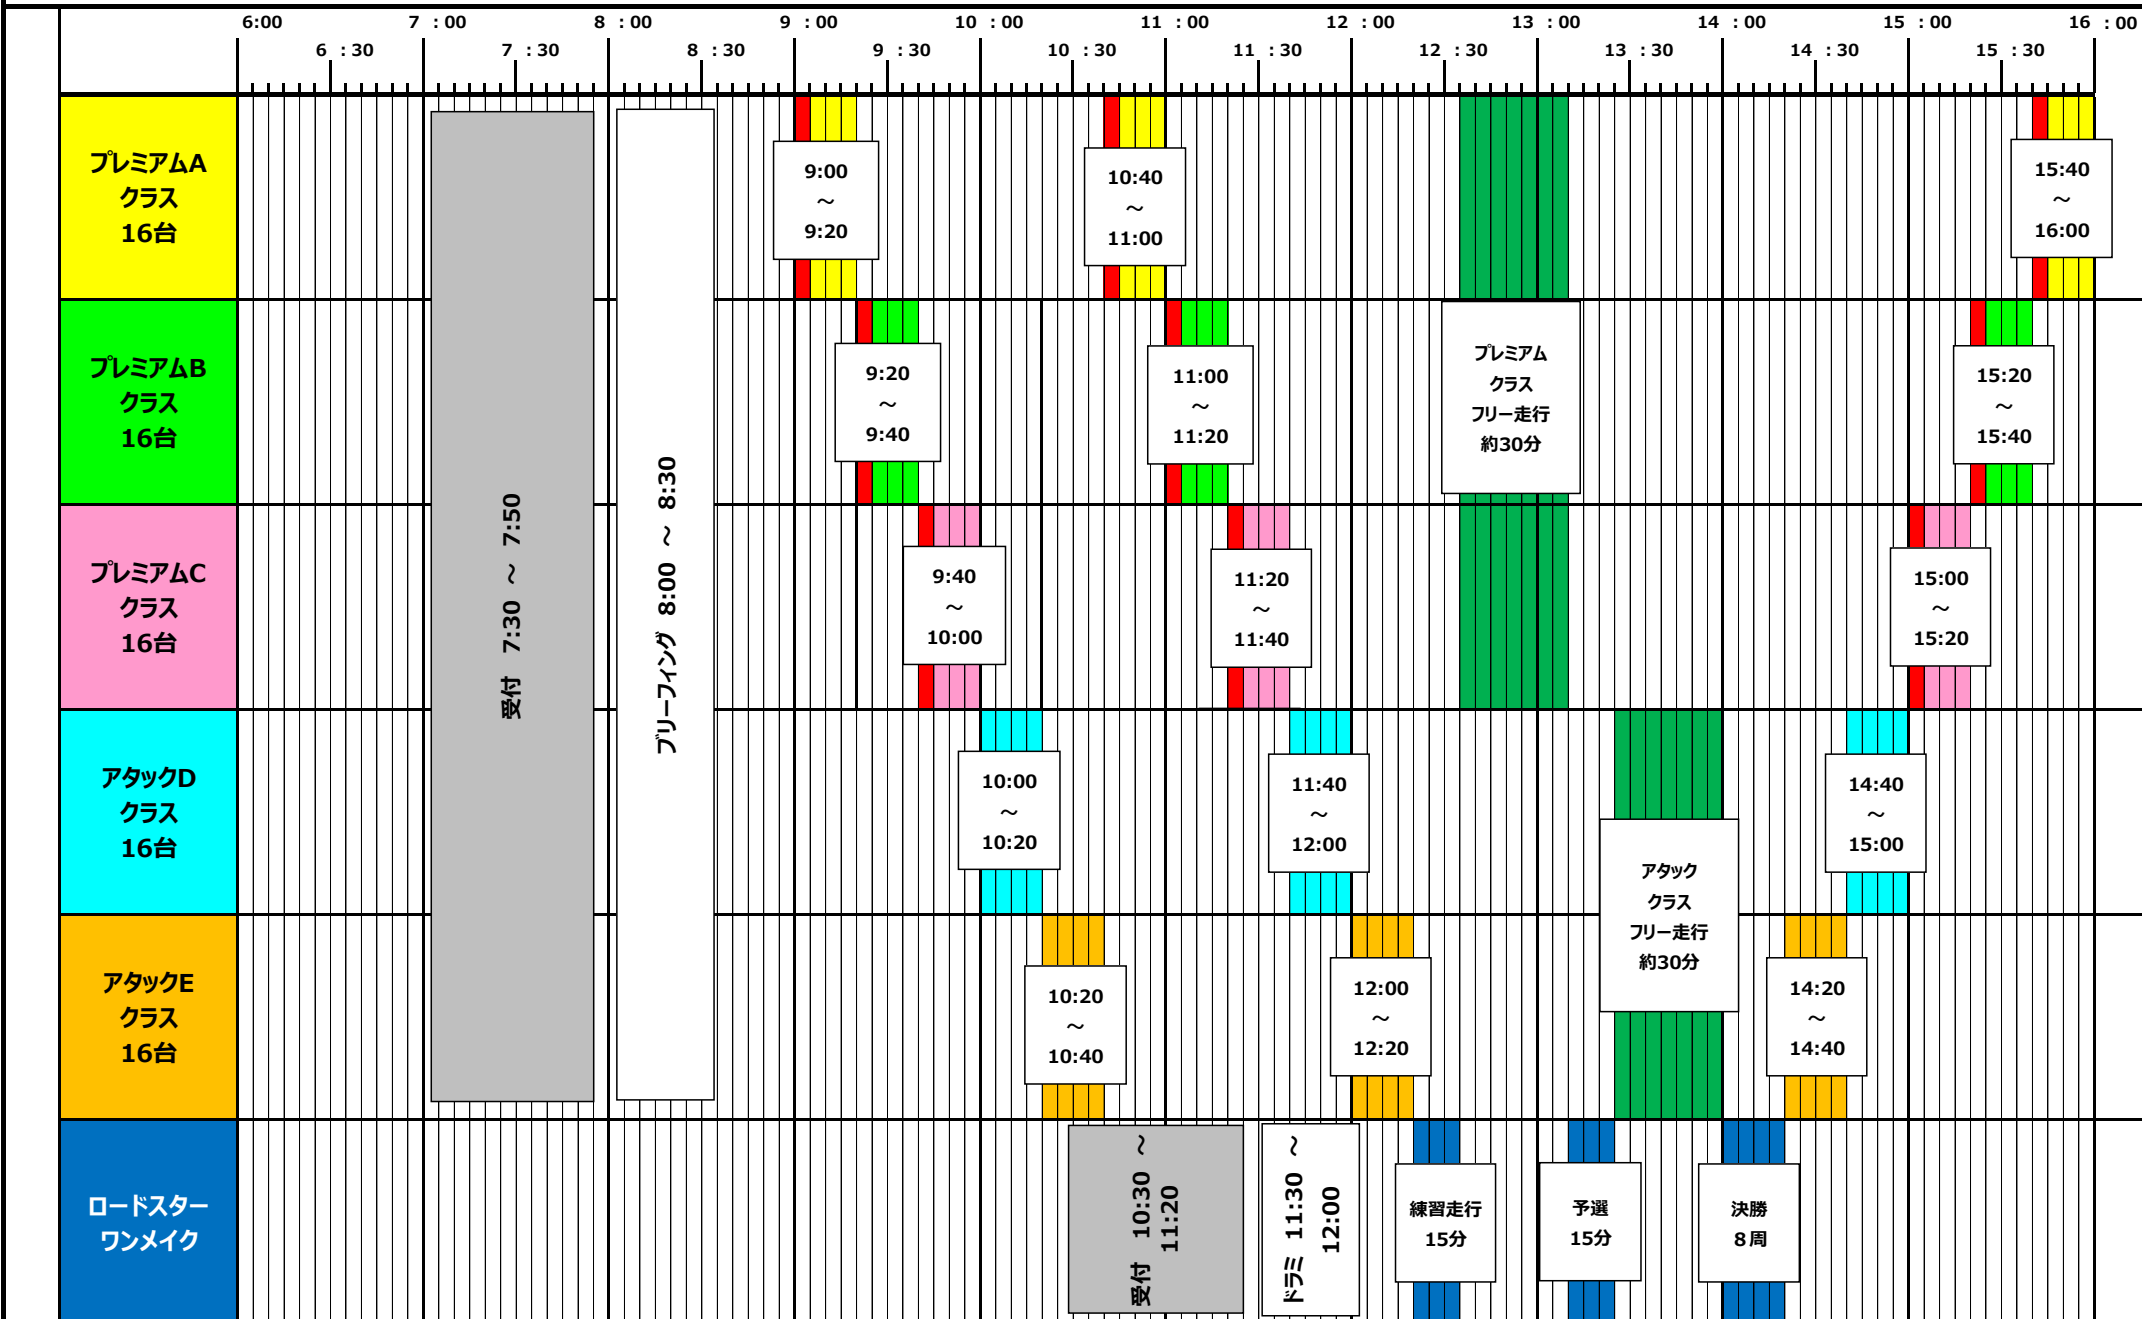 6:00 7 : 00 8 : 00 9 : 00 10 : 00 11 : 00 12 : 00 13 : 00 14 : 00 15 : 00 16 : 00
6 : 30 7 : 30 8 : 30 9 : 30 10 : 30 11 : 30 12 : 30 13 : 30 14 : 30 15 : 30
プレミアムA
クラス
16台
9:00
～
9:20
10:40
～
11:00
15:40
～
16:00
プレミアムB
クラス
16台
9:20
～
9:40
11:00
～
11:20
プレミアム
クラス
フリー走行
約30分
15:20
～
15:40
受付 7:30 ～ 7:50
ブリーフィング 8:00 ～ 8:30
プレミアムC
クラス
16台
9:40
～
10:00
11:20
～
11:40
15:00
～
15:20
アタックD
クラス
16台
10:00
～
10:20
11:40
～
12:00
アタック
クラス
フリー走行
約30分
14:40
～
15:00
アタックE
クラス
16台
10:20
～
10:40
12:00
～
12:20
14:20
～
14:40
ロードスター
ワンメイク
受付 10:30 ～
11:20
ドラミ 11:30 ～
12:00
練習走行
15分
予選
15分
決勝
８周